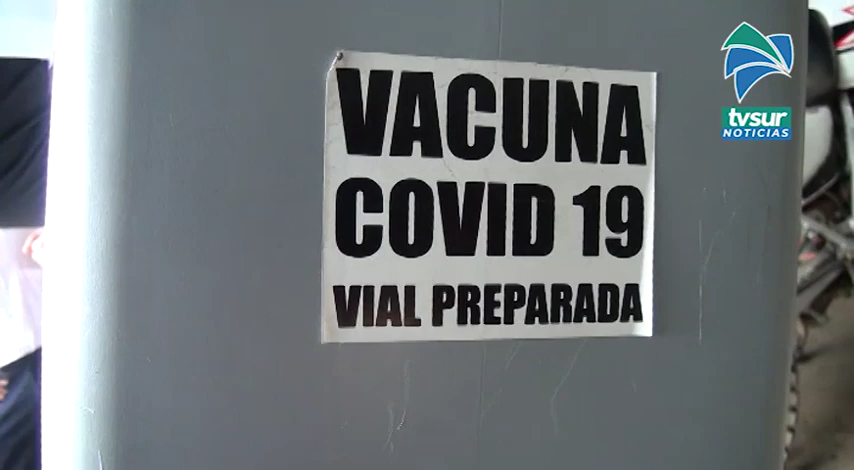 VACUNA
COVID 19
VIAL PREPARADA
tvsur
NOTICIAS